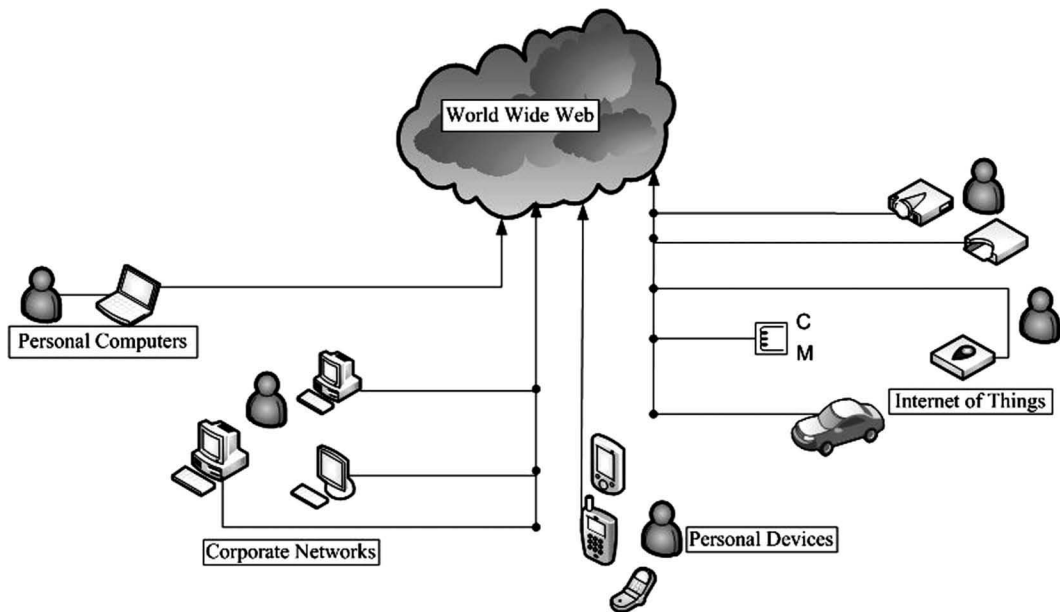 World Wide Web
Personal Computers
C
M
Internet of Things
Corporate Networks
Personal Devices